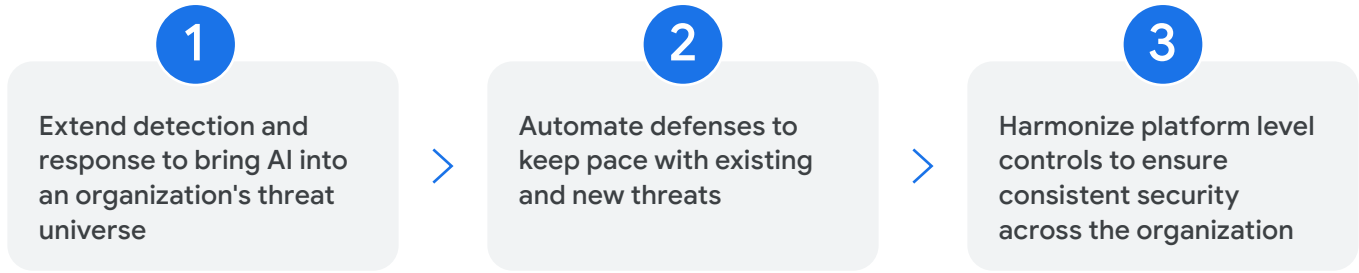 1
Extend detection and
response to bring AI into
an organization's threat
universe
2
Automate defenses to
keep pace with existing
and new threats
3
Harmonize platform level
controls to ensure
consistent security
across the organization